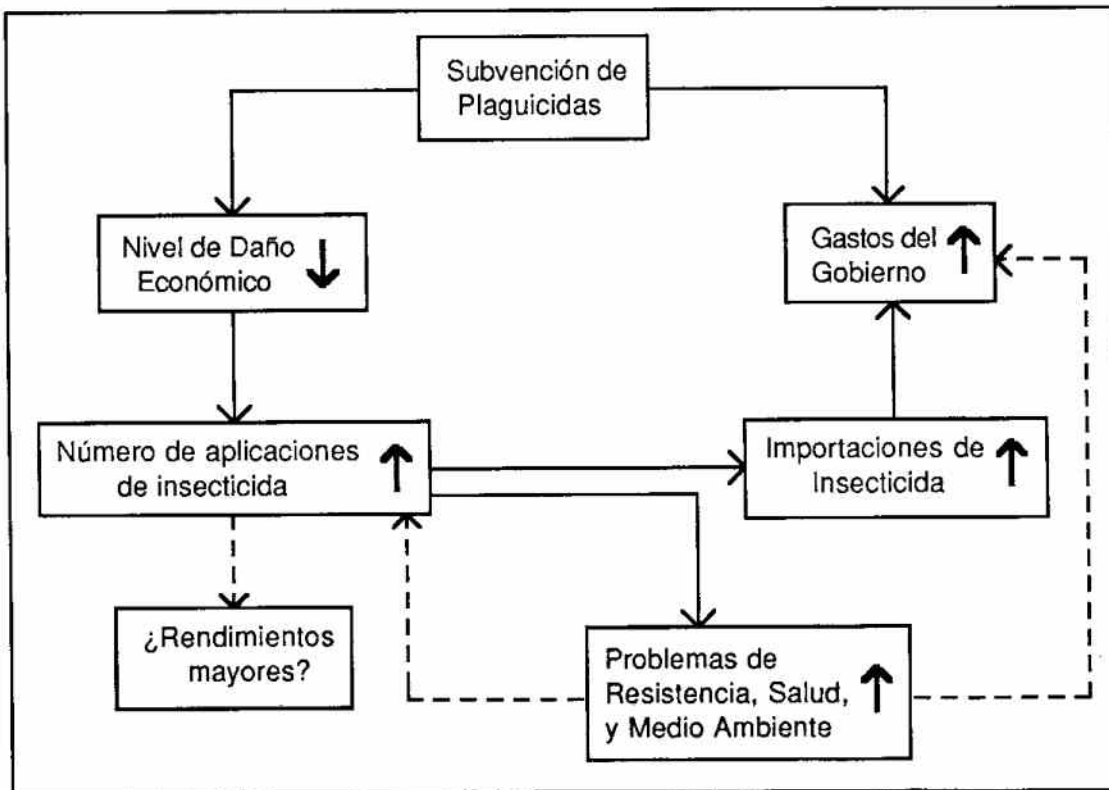 Subvención de
Plaguicidas
Nivel de Daño
Económico
Gastos del
Gobierno
Número de aplicaciones
de insecticida
Importaciones de
Insecticida
¿Rendimientos
mayores?
Problemas de
Resistencia, Salud,
y Medio Ambiente